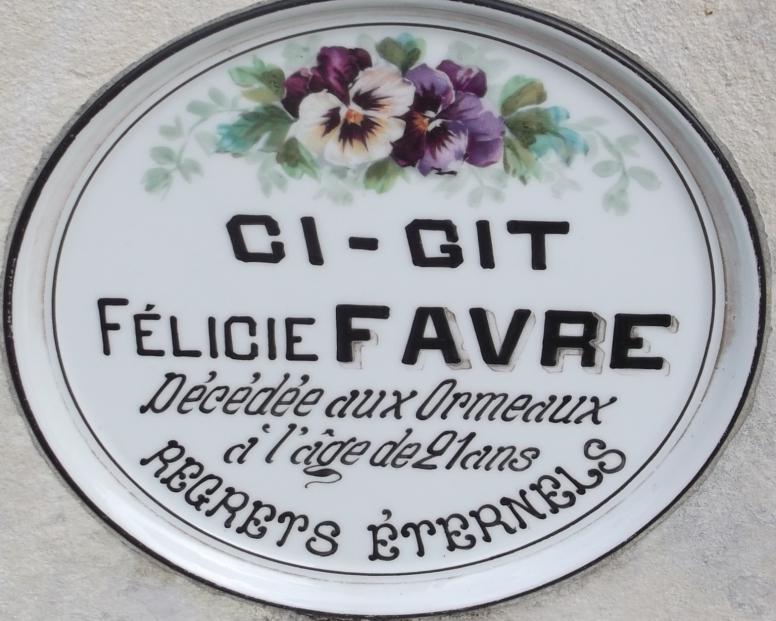 CI-GIT
FÉLICIE FAVRE
Décédée aux Ormeaux
à l'âge de 21 ans
REGRETS ÉTERNELS